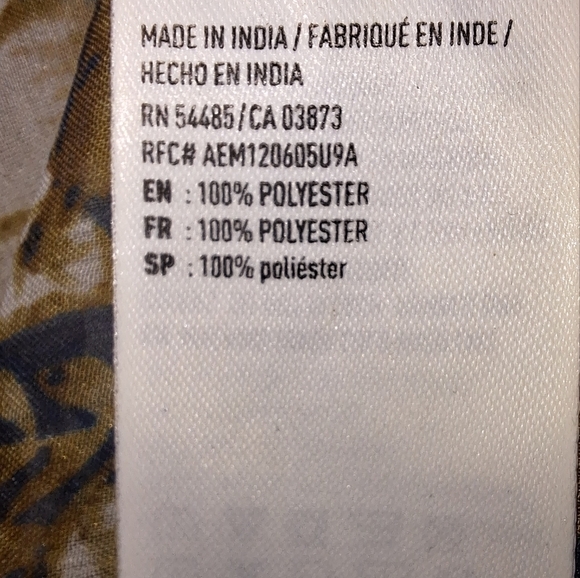 MADE IN INDIA / FABRIQUÉ EN INDE /
HECHO EN INDIA
RN 54485/CA 03873
RFC# AEM120605U9A
EN : 100% POLYESTER
FR : 100% POLYESTER
SP : 100% poliéster